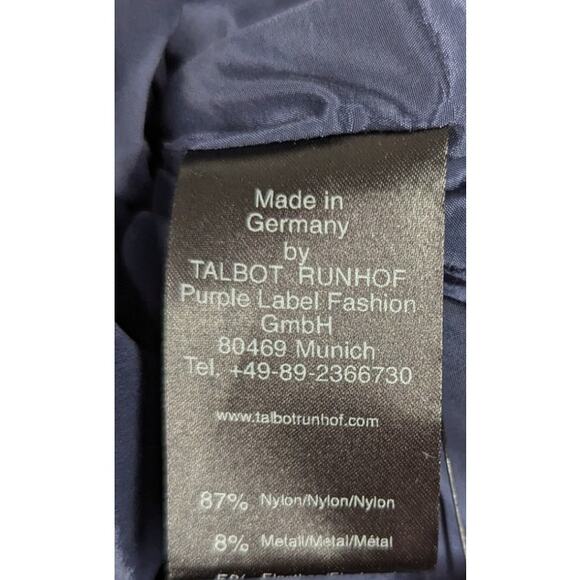 Made in
Germany
by
TALBOT RUNHOF
Purple Label Fashion
GmbH
80469 Munich
Tel. +49-89-2366730
www.talbotrunhof.com
87% Nylon/Nylon/Nylon
8% Metall/Metal/Métal